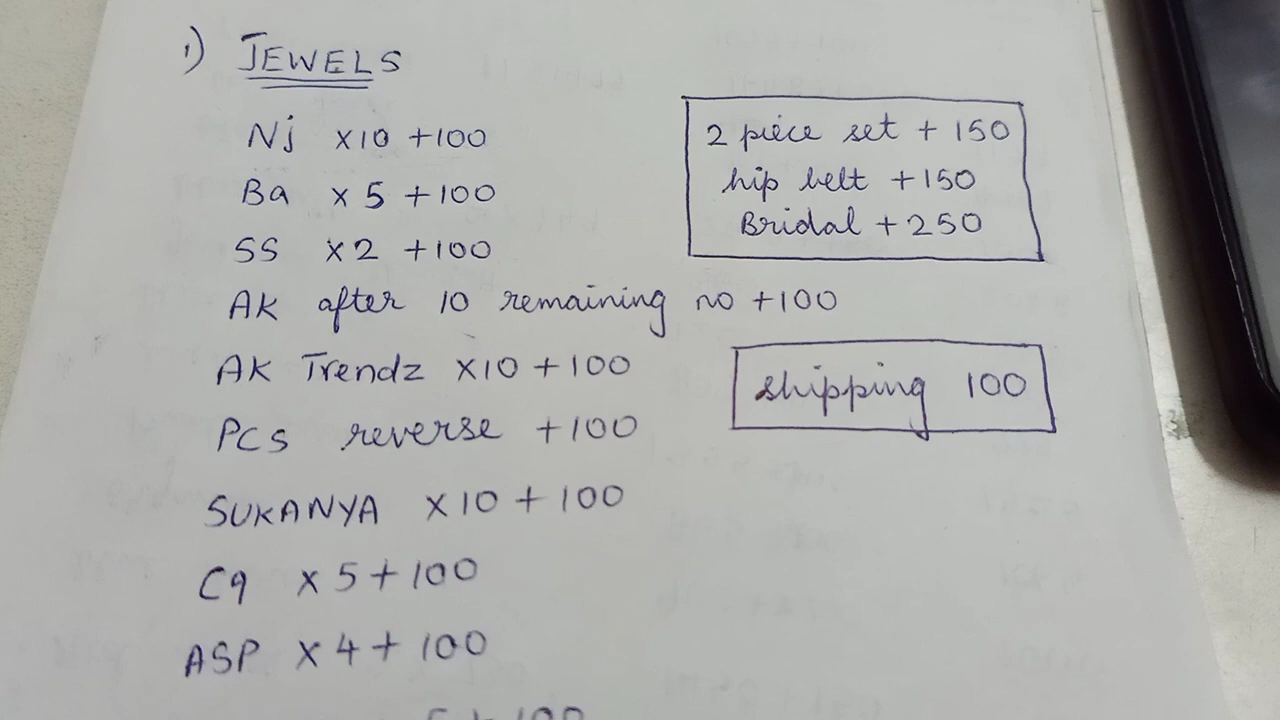 1) JEWELS
Nj x10 +100
Ba x 5 +100
SS x2 +100
AK after 10 remaining no +100
AK Trendz x10 +100
PCS reverse +100
SUKANYA x10 + 100
C9 x 5 + 100
ASP x 4 + 100
2 piece set + 150
hip belt +150
Bridal + 250
shipping 100